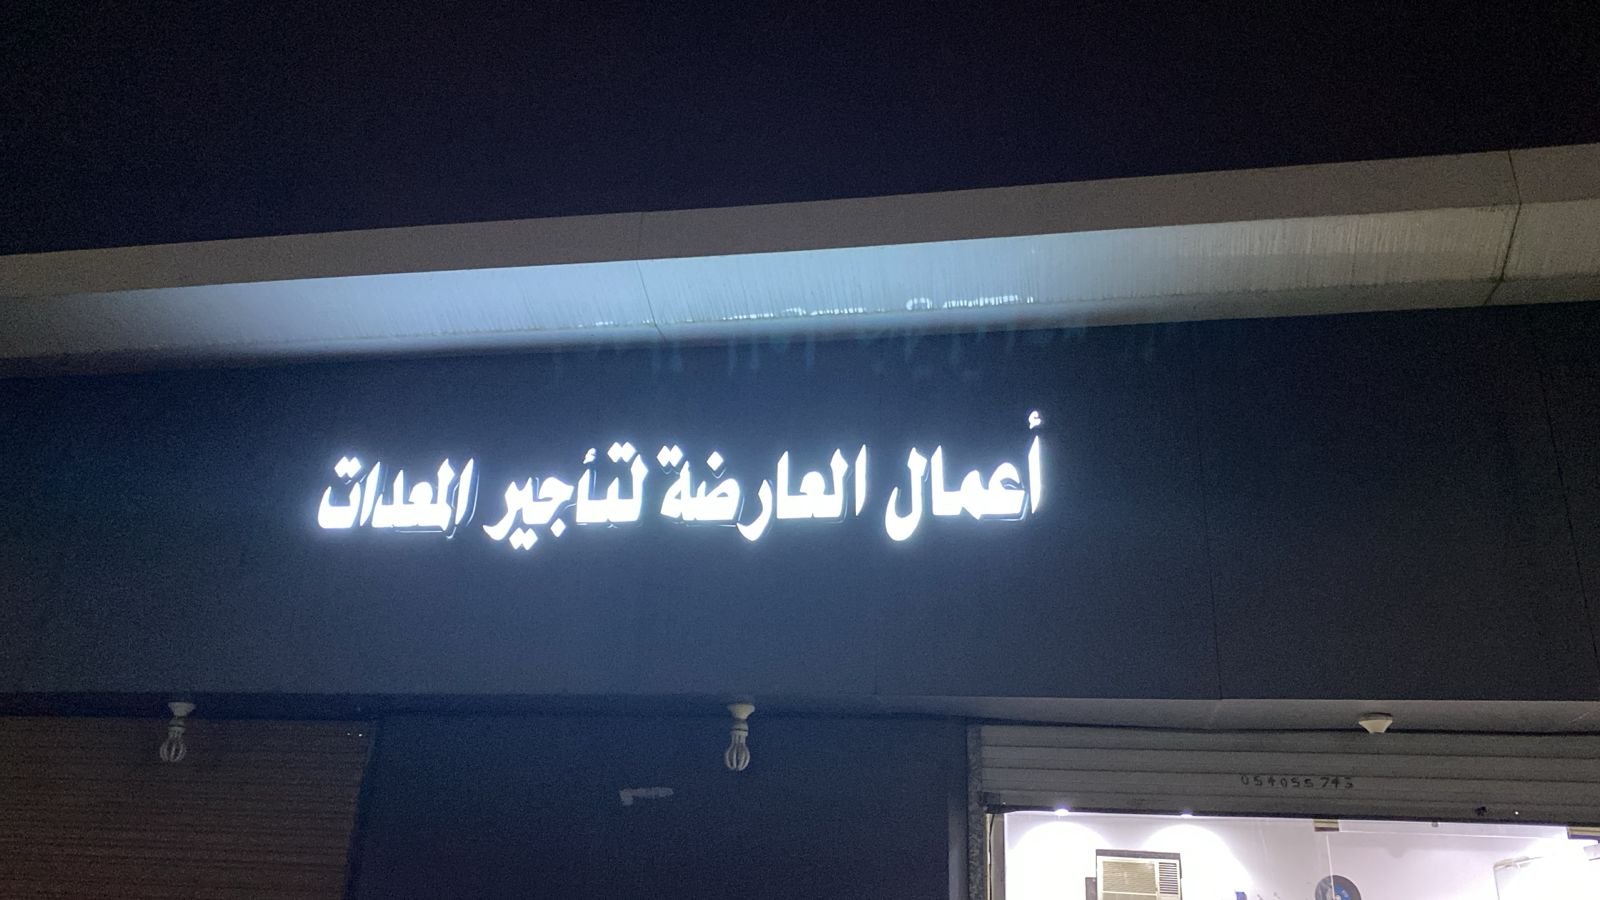 أعمال العارضة لتأجير المعدات